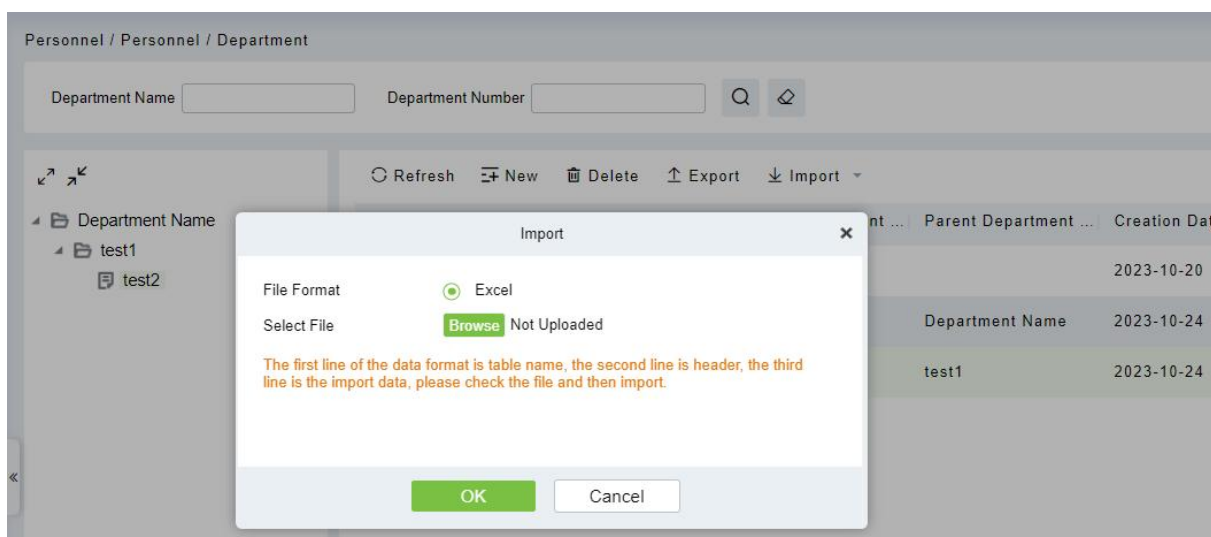 Personnel / Personnel / Department
Department Name Department Number
Refresh New Delete Export Import
Department Name
test1
test2
nt ... Parent Department ... Creation Dat
2023-10-20
Department Name 2023-10-24
test1 2023-10-24
Import
File Format Excel
Select File Browse Not Uploaded
The first line of the data format is table name, the second line is header, the third
line is the import data, please check the file and then import.
OK Cancel